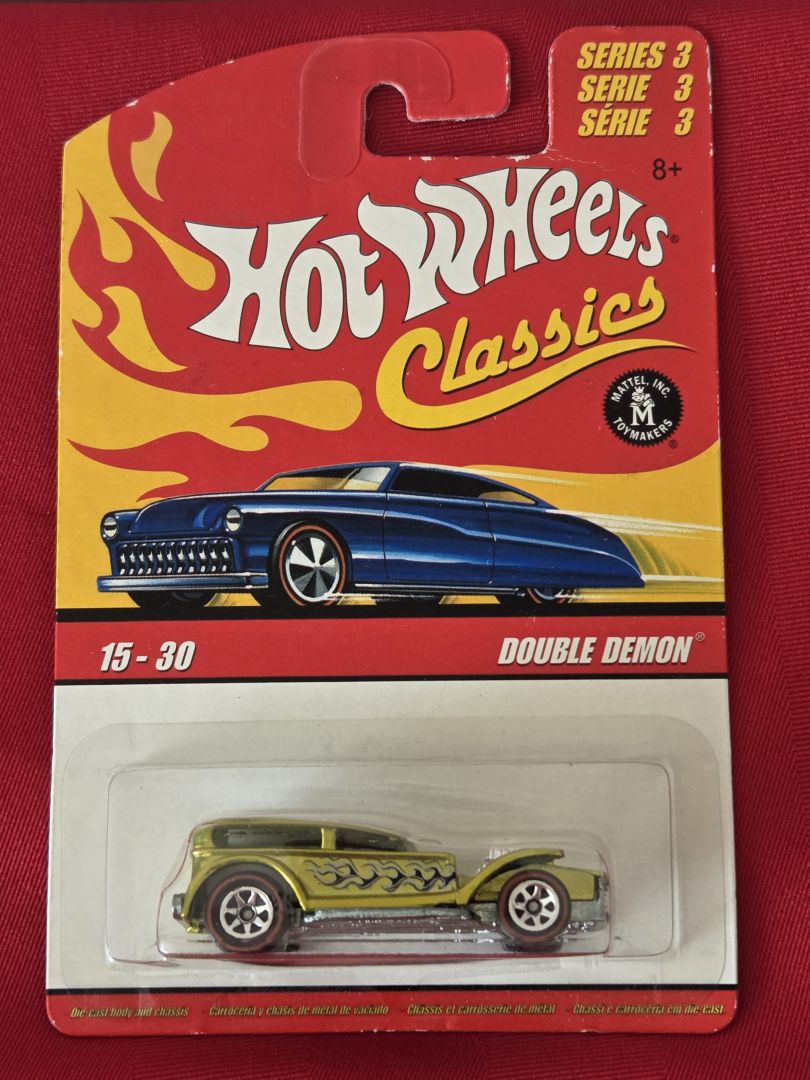 SERIES 3
SERIE 3
SÉRIE 3
8+
HOT WHEELS®
Classics
MATTEL, INC.
M
TOYMAKERS
®
15 - 30
DOUBLE DEMON®
• Die-cast body and chassis • Carrocería y chasis de metal de vaciado • Châssis et carrosserie de métal • Chassi e carroceria em die-cast